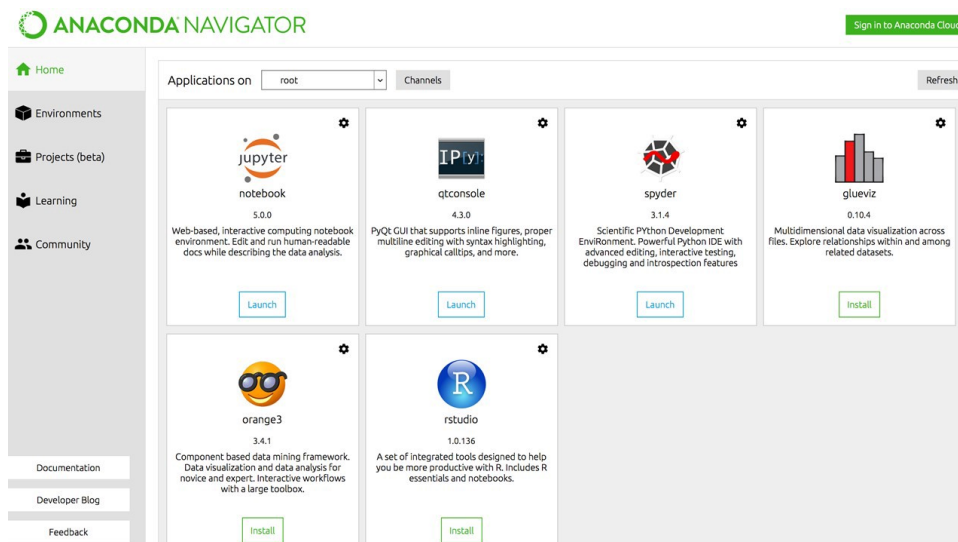 ANACONDA NAVIGATOR
Sign in to Anaconda Cloud
Home
Environments
Projects (beta)
Learning
Community
Documentation
Developer Blog
Feedback
Applications on
root
Channels
Refresh
jupyter
notebook
5.0.0
Web-based, interactive computing notebook
environment. Edit and run human-readable
docs while describing the data analysis.
Launch
IP[y]:
qtconsole
4.3.0
PyQt GUI that supports inline figures, proper
multiline editing with syntax highlighting,
graphical calltips, and more.
Launch
spyder
3.1.4
Scientific PYthon Development
EnviRonment. Powerful Python IDE with
advanced editing, interactive testing,
debugging and introspection features
Launch
glueviz
0.10.4
Multidimensional data visualization across
files. Explore relationships within and among
related datasets.
Install
orange3
3.4.1
Component based data mining framework.
Data visualization and data analysis for
novice and expert. Interactive workflows
with a large toolbox.
Install
R
rstudio
1.0.136
A set of integrated tools designed to help
you be more productive with R. Includes R
essentials and notebooks.
Install